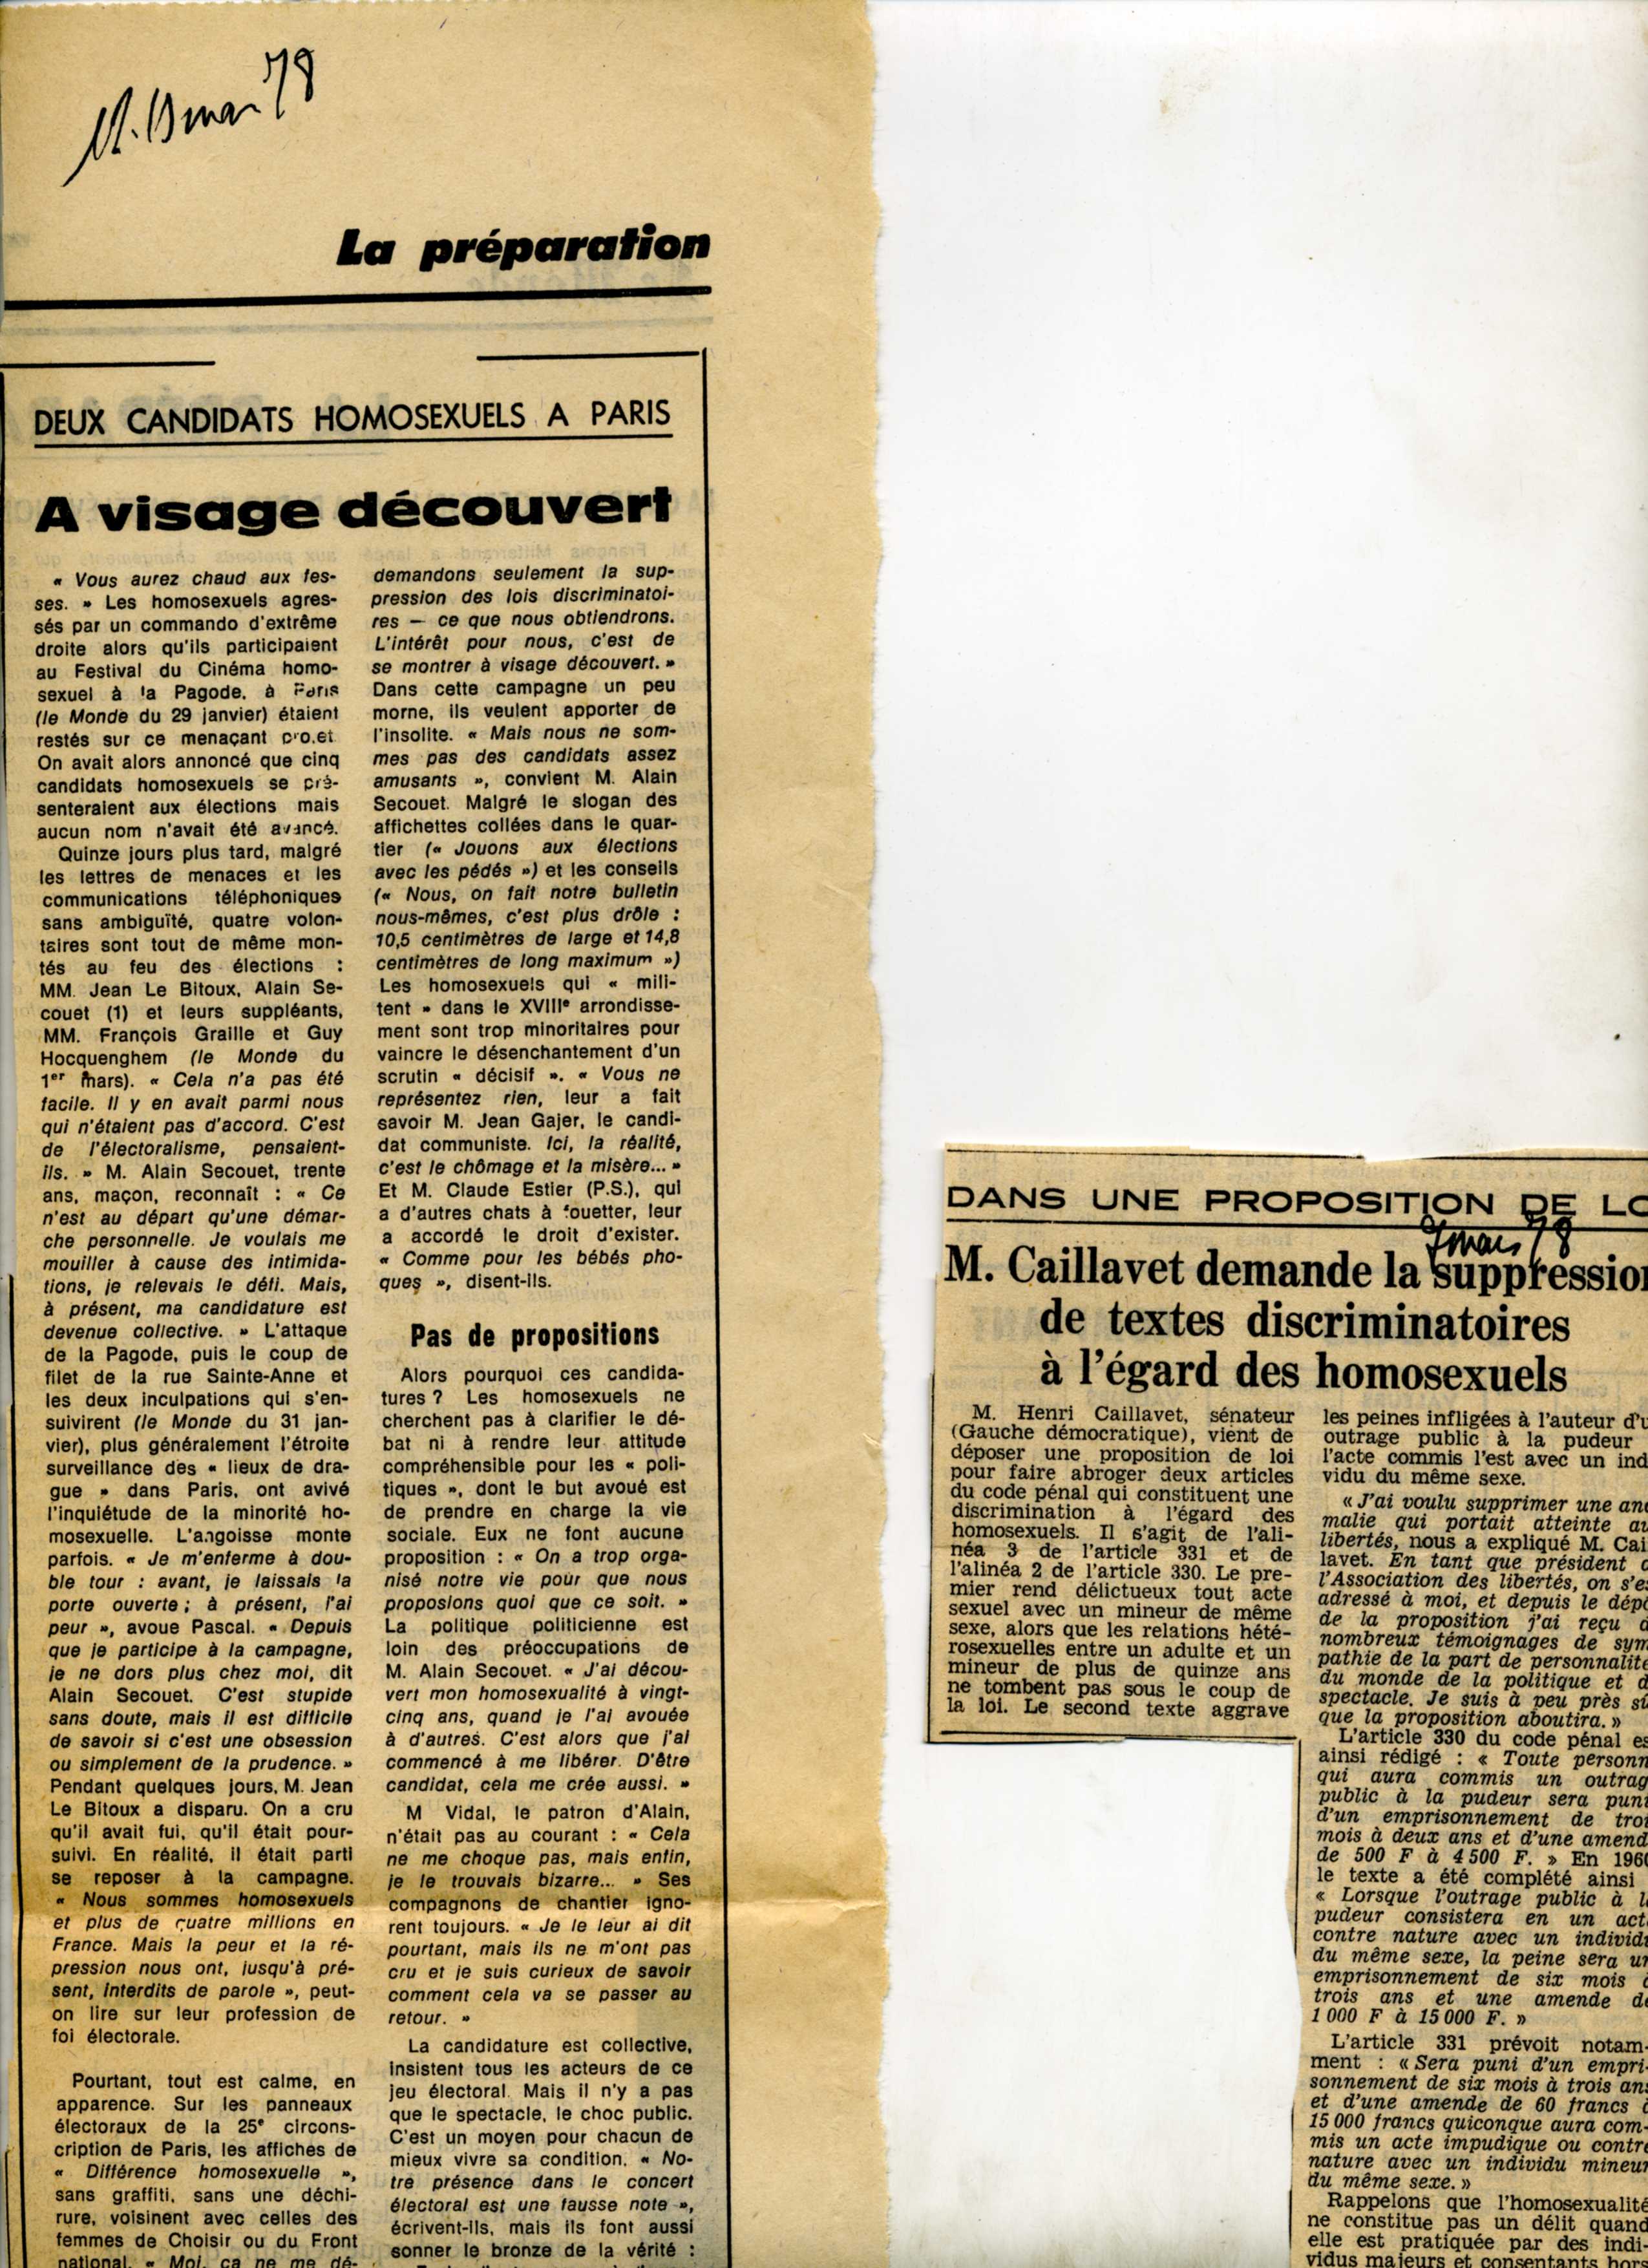 mar 78
La préparation
DEUX CANDIDATS HOMOSEXUELS A PARIS
A visage découvert
« Vous aurez chaud aux fes-
ses. » Les homosexuels agres-
sés par un commando d'extrême
droite alors qu'ils participaient
au Festival du Cinéma homo-
sexuel à la Pagode, à Paris
(le Monde du 29 janvier) étaient
restés sur ce menaçant projet
On avait alors annoncé que cinq
candidats homosexuels se pré-
senteraient aux élections mais
aucun nom n'avait été avancé.
Quinze jours plus tard, malgré
les lettres de menaces et les
communications téléphoniques
sans ambiguïté, quatre volon-
taires sont tout de même mon-
tés au feu des élections :
MM. Jean Le Bitoux, Alain Se-
couet (1) et leurs suppléants,
MM. François Graille et Guy
Hocquenghem (le Monde du
1er mars). « Cela n'a pas été
facile. Il y en avait parmi nous
qui n'étaient pas d'accord. C'est
de l'électoralisme, pensaient-
ils. » M. Alain Secouet, trente
ans, maçon, reconnaît : « Ce
n'est au départ qu'une démar-
che personnelle. Je voulais me
mouiller à cause des intimida-
tions, je relevais le défi. Mais,
à présent, ma candidature est
devenue collective. » L'attaque
de la Pagode, puis le coup de
filet de la rue Sainte-Anne et
les deux inculpations qui s'en-
suivirent (le Monde du 31 jan-
vier), plus généralement l'étroite
surveillance des « lieux de dra-
gue » dans Paris, ont avivé
l'inquiétude de la minorité ho-
mosexuelle. L'angoisse monte
parfois. « Je m'enferme à dou-
ble tour : avant, je laissais la
porte ouverte ; à présent, j'ai
peur », avoue Pascal. « Depuis
que je participe à la campagne,
je ne dors plus chez moi, dit
Alain Secouet. C'est stupide
sans doute, mais il est difficile
de savoir si c'est une obsession
ou simplement de la prudence. »
Pendant quelques jours, M. Jean
Le Bitoux a disparu. On a cru
qu'il avait fui, qu'il était pour-
suivi. En réalité, il était parti
se reposer à la campagne.
« Nous sommes homosexuels
et plus de quatre millions en
France. Mais la peur et la ré-
pression nous ont, jusqu'à pré-
sent, interdits de parole », peut-
on lire sur leur profession de
foi électorale.
Pourtant, tout est calme, en
apparence. Sur les panneaux
électoraux de la 25e circons-
cription de Paris, les affiches de
« Différence homosexuelle »,
sans graffiti, sans une déchi-
rure, voisinent avec celles des
femmes de Choisir ou du Front
national. « Moi, ça ne me dé-
demandons seulement la sup-
pression des lois discriminatoi-
res — ce que nous obtiendrons.
L'intérêt pour nous, c'est de
se montrer à visage découvert. »
Dans cette campagne un peu
morne, ils veulent apporter de
l'insolite. « Mais nous ne som-
mes pas des candidats assez
amusants », convient M. Alain
Secouet. Malgré le slogan des
affichettes collées dans le quar-
tier (« Jouons aux élections
avec les pédés ») et les conseils
(« Nous, on fait notre bulletin
nous-mêmes, c'est plus drôle :
10,5 centimètres de large et 14,8
centimètres de long maximum »)
Les homosexuels qui « mili-
tent » dans le XVIIIe arrondisse-
ment sont trop minoritaires pour
vaincre le désenchantement d'un
scrutin « décisif ». « Vous ne
représentez rien, leur a fait
savoir M. Jean Gajer, le candi-
dat communiste. Ici, la réalité,
c'est le chômage et la misère... »
Et M. Claude Estier (P.S.), qui
a d'autres chats à fouetter, leur
a accordé le droit d'exister.
« Comme pour les bébés pho-
ques », disent-ils.
Pas de propositions
Alors pourquoi ces candida-
tures ? Les homosexuels ne
cherchent pas à clarifier le dé-
bat ni à rendre leur attitude
compréhensible pour les « poli-
tiques », dont le but avoué est
de prendre en charge la vie
sociale. Eux ne font aucune
proposition : « On a trop orga-
nisé notre vie pour que nous
proposions quoi que ce soit. »
La politique politicienne est
loin des préoccupations de
M. Alain Secouet. « J'ai décou-
vert mon homosexualité à vingt-
cinq ans, quand je l'ai avouée
à d'autres. C'est alors que j'ai
commencé à me libérer. D'être
candidat, cela me crée aussi. »
M Vidal, le patron d'Alain,
n'était pas au courant : « Cela
ne me choque pas, mais enfin,
je le trouvais bizarre... » Ses
compagnons de chantier igno-
rent toujours. « Je le leur ai dit
pourtant, mais ils ne m'ont pas
cru et je suis curieux de savoir
comment cela va se passer au
retour. »
La candidature est collective,
insistent tous les acteurs de ce
jeu électoral. Mais il n'y a pas
que le spectacle, le choc public.
C'est un moyen pour chacun de
mieux vivre sa condition. « No-
tre présence dans le concert
électoral est une fausse note »,
écrivent-ils, mais ils font aussi
sonner le bronze de la vérité :
DANS UNE PROPOSITION DE LO
mars 78
M. Caillavet demande la suppression
de textes discriminatoires
à l'égard des homosexuels
M. Henri Caillavet, sénateur
(Gauche démocratique), vient de
déposer une proposition de loi
pour faire abroger deux articles
du code pénal qui constituent une
discrimination à l'égard des
homosexuels. Il s'agit de l'ali-
néa 3 de l'article 331 et de
l'alinéa 2 de l'article 330. Le pre-
mier rend délictueux tout acte
sexuel avec un mineur de même
sexe, alors que les relations hété-
rosexuelles entre un adulte et un
mineur de plus de quinze ans
ne tombent pas sous le coup de
la loi. Le second texte aggrave
les peines infligées à l'auteur d'u
outrage public à la pudeur
l'acte commis l'est avec un ind
vidu du même sexe.
« J'ai voulu supprimer une ano
malie qui portait atteinte au
libertés, nous a expliqué M. Cai
lavet. En tant que président d
l'Association des libertés, on s'es
adressé à moi, et depuis le dépô
de la proposition j'ai reçu d
nombreux témoignages de sym
pathie de la part de personnalité
du monde de la politique et d
spectacle. Je suis à peu près sû
que la proposition aboutira. »
L'article 330 du code pénal es
ainsi rédigé : « Toute personn
qui aura commis un outrag
public à la pudeur sera puni
d'un emprisonnement de troi
mois à deux ans et d'une amend
de 500 F à 4 500 F. » En 1960
le texte a été complété ainsi
« Lorsque l'outrage public à l
pudeur consistera en un act
contre nature avec un individu
du même sexe, la peine sera un
emprisonnement de six mois à
trois ans et une amende de
1 000 F à 15 000 F. »
L'article 331 prévoit notam-
ment : « Sera puni d'un empri-
sonnement de six mois à trois ans
et d'une amende de 60 francs à
15 000 francs quiconque aura com-
mis un acte impudique ou contre
nature avec un individu mineur
du même sexe. »
Rappelons que l'homosexualité
ne constitue pas un délit quand
elle est pratiquée par des indi-
vidus majeurs et consentants hors